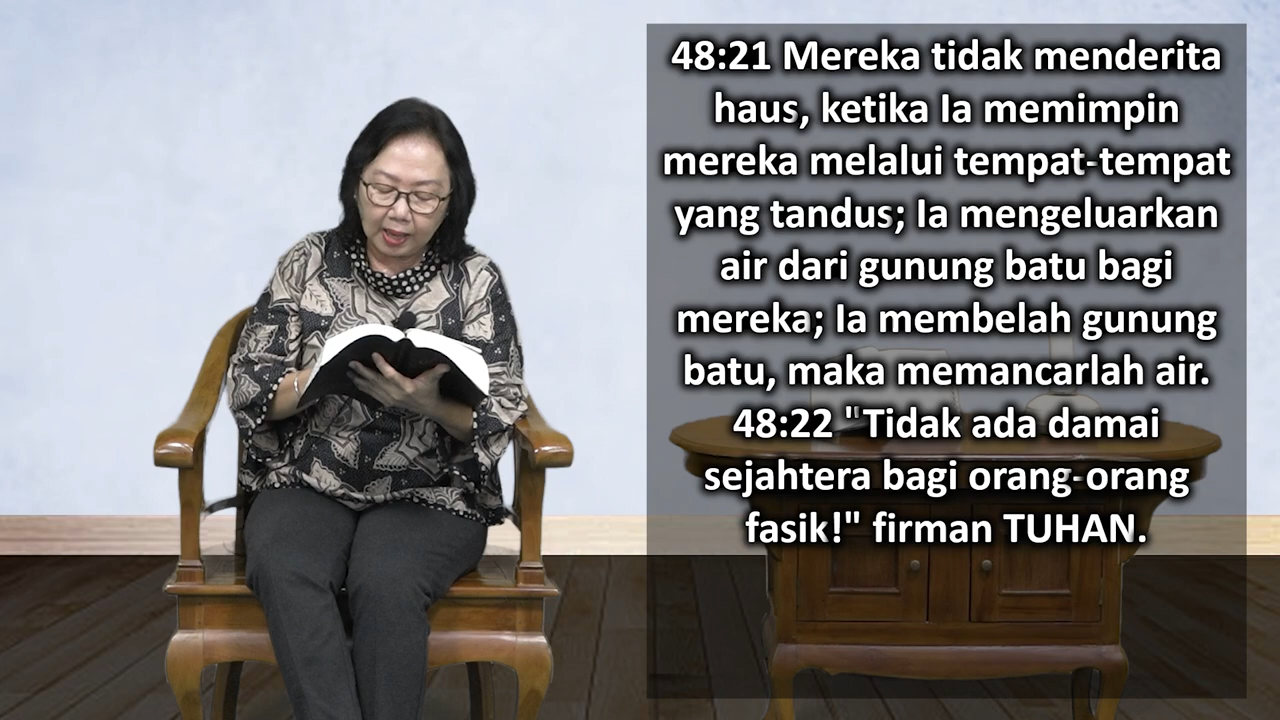 48:21 Mereka tidak menderita
haus, ketika Ia memimpin
mereka melalui tempat-tempat
yang tandus; Ia mengeluarkan
air dari gunung batu bagi
mereka; Ia membelah gunung
batu, maka memancarlah air.
48:22 "Tidak ada damai
sejahtera bagi orang-orang
fasik!" firman TUHAN.